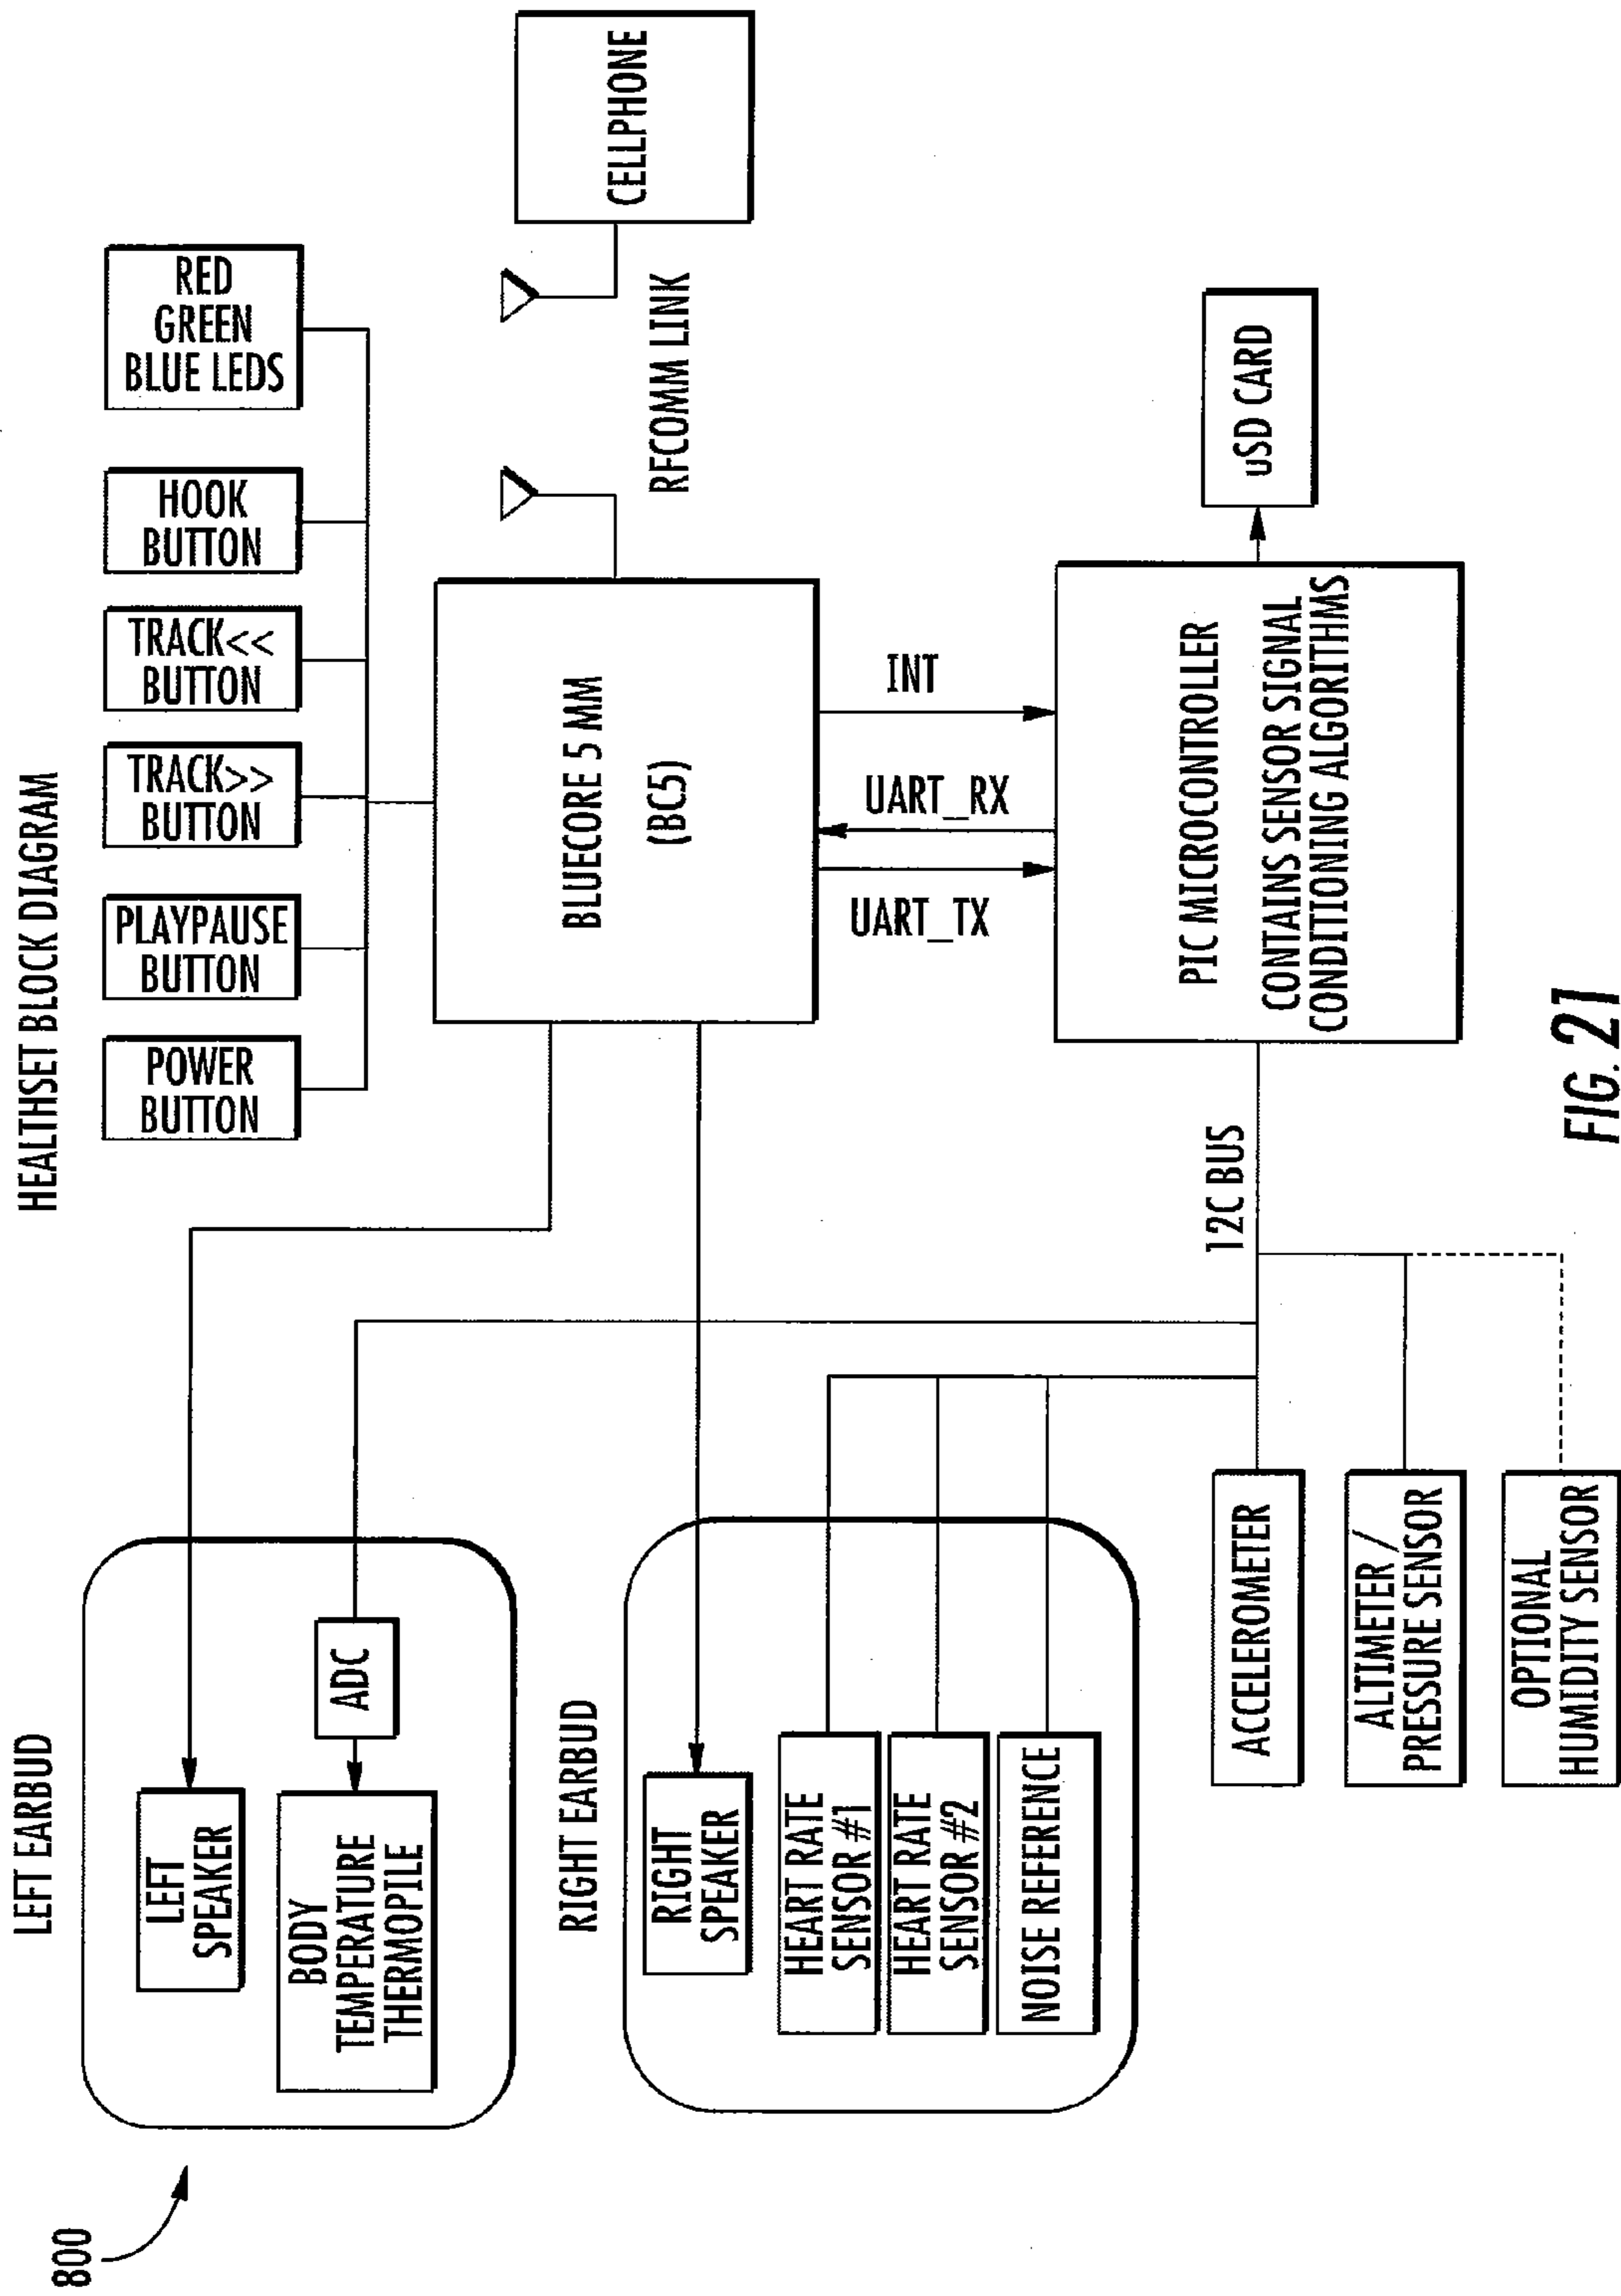 HEALTHSET BLOCK DIAGRAM
800
LEFT EARBUD
LEFT
SPEAKER
BODY
TEMPERATURE
THERMOPILE
ADC
RIGHT EARBUD
RIGHT
SPEAKER
HEART RATE
SENSOR #1
HEART RATE
SENSOR #2
NOISE REFERENCE
ACCELEROMETER
ALTIMETER /
PRESSURE SENSOR
OPTIONAL
HUMIDITY SENSOR
12C BUS
POWER
BUTTON
PLAYPAUSE
BUTTON
TRACK>>
BUTTON
TRACK<<
BUTTON
HOOK
BUTTON
RED
GREEN
BLUE LEDS
BLUECORE 5 MM
(BC5)
RFCOMM LINK
CELLPHONE
UART_TX
UART_RX
INT
PIC MICROCONTROLLER
CONTAINS SENSOR SIGNAL
CONDITIONING ALGORITHMS
uSD CARD
FIG. 21